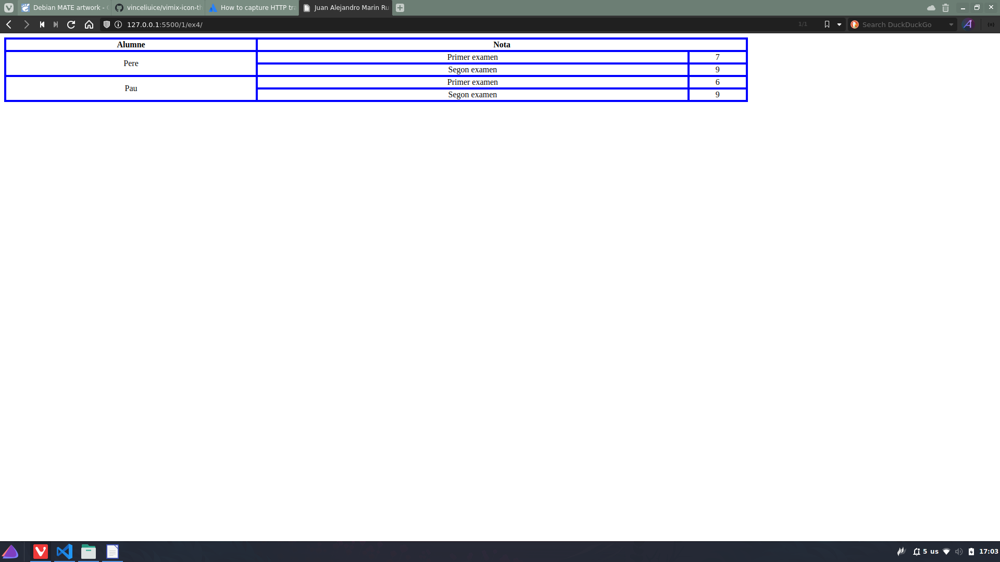 Debian MATE artwork -
vinceliuice/vimix-icon-th
How to capture HTTP tra
Juan Alejandro Marin Ru
127.0.0.1:5500/1/ex4/
1/1
Search DuckDuckGo
Alumne Nota
Pere Primer examen 7
Segon examen 9
Pau Primer examen 6
Segon examen 9
5 us 17:03